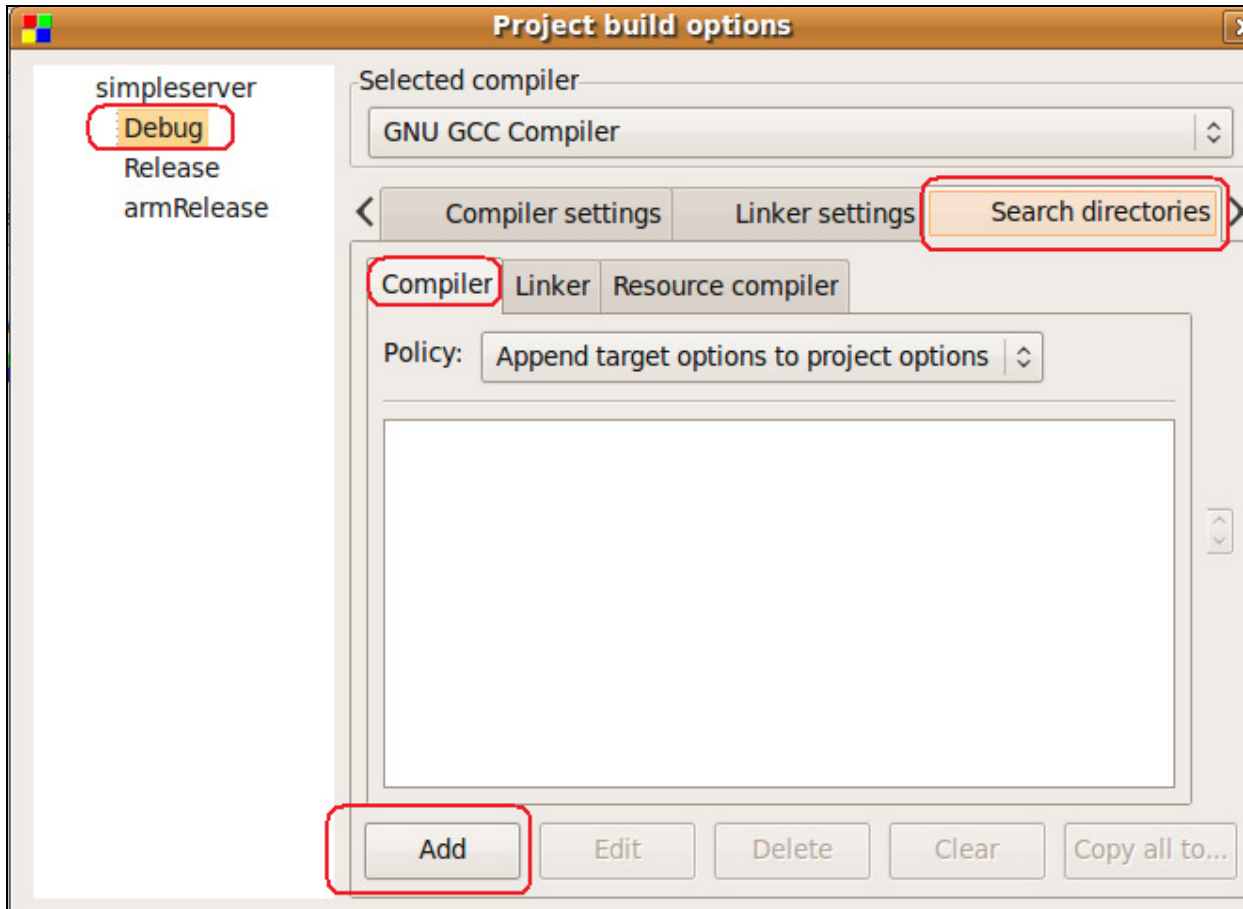 Project build options
simpleserver
Debug
Release
armRelease
Selected compiler
GNU GCC Compiler
Compiler settings Linker settings Search directories
Compiler Linker Resource compiler
Policy: Append target options to project options
Add Edit Delete Clear Copy all to...